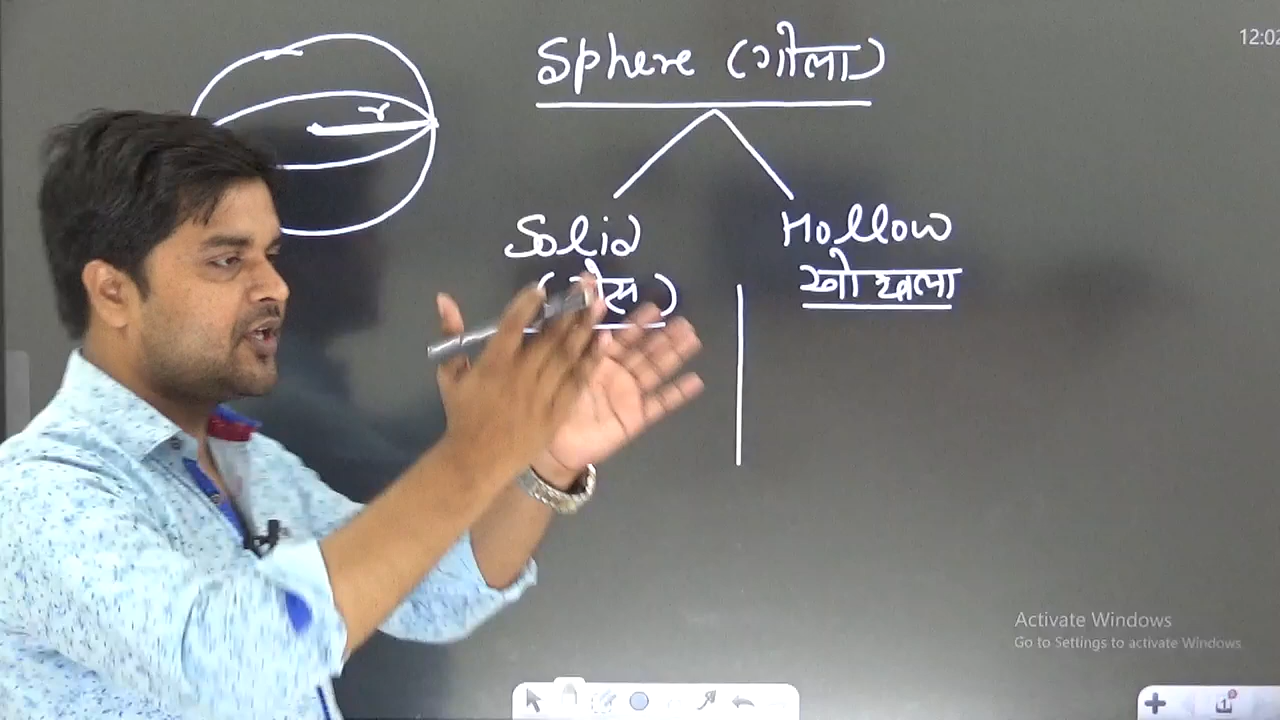 12:02
r
Sphere (गोला)
Solid
Hollow
खोखला
Activate Windows
Go to Settings to activate Windows